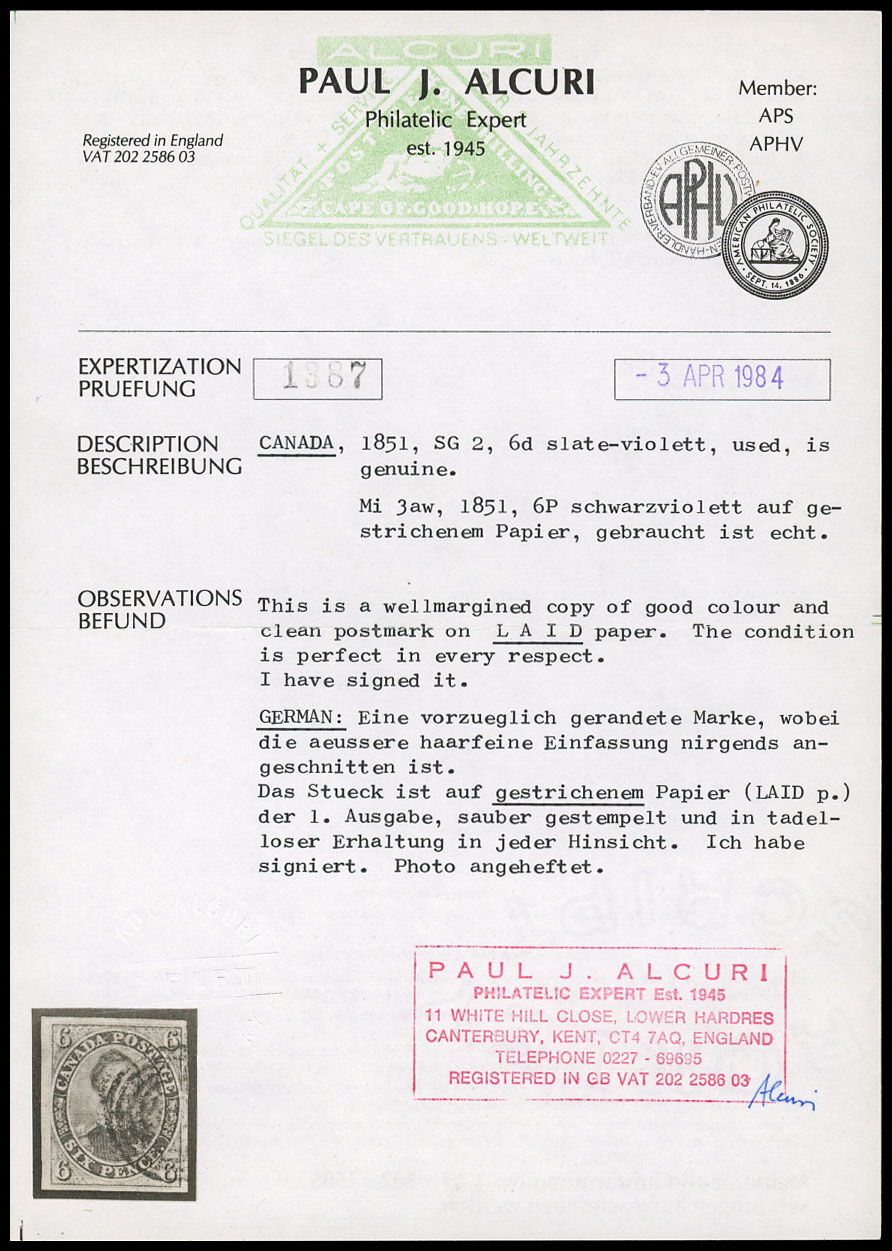 ALCURI
PAUL J. ALCURI
Philatelic Expert
est. 1945
Registered in England
VAT 202 2586 03
Member:
APS
APHV
QUALITAT + SERVI
JAHRZEHNTE
POST
CAPE OF GOOD HOPE
SIEGEL DES VERTRAUENS - WELTWEIT
APHV
AMERICAN PHILATELIC SOCIETY
SEPT. 14, 1886
EXPERTIZATION
PRUEFUNG
1387
- 3 APR 1984
DESCRIPTION
BESCHREIBUNG
CANADA, 1851, SG 2, 6d slate-violett, used, is
genuine.
Mi 3aw, 1851, 6P schwarzviolett auf ge-
strichenem Papier, gebraucht ist echt.
OBSERVATIONS
BEFUND
This is a wellmargined copy of good colour and
clean postmark on L A I D paper. The condition
is perfect in every respect.
I have signed it.
GERMAN: Eine vorzueglich gerandete Marke, wobei
die aeussere haarfeine Einfassung nirgends an-
geschnitten ist.
Das Stueck ist auf gestrichenem Papier (LAID p.)
der 1. Ausgabe, sauber gestempelt und in tadel-
loser Erhaltung in jeder Hinsicht. Ich habe
signiert. Photo angeheftet.
PAUL J. ALCURI
PHILATELIC EXPERT Est. 1945
11 WHITE HILL CLOSE, LOWER HARDRES
CANTERBURY, KENT, CT4 7AQ, ENGLAND
TELEPHONE 0227 - 69695
REGISTERED IN GB VAT 202 2586 03
Alcuri
6 6
CANADA POSTAGE
SIX PENCE
6 6